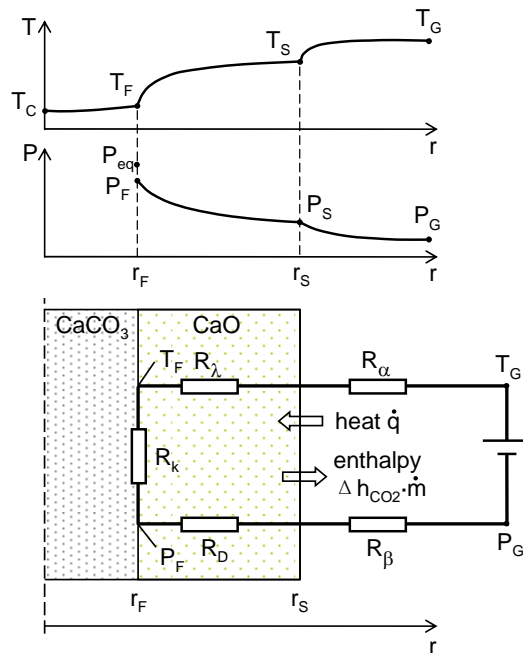 T
T_G
T_S
T_F
T_C
r
P
P_eq
P_F
P_S
P_G
r_F
r_S
r
CaCO₃
CaO
T_F
R_λ
R_α
T_G
heat q̇
R_k
enthalpy
Δ h_CO2·ṁ
P_F
R_D
R_β
P_G
r_F
r_S
r